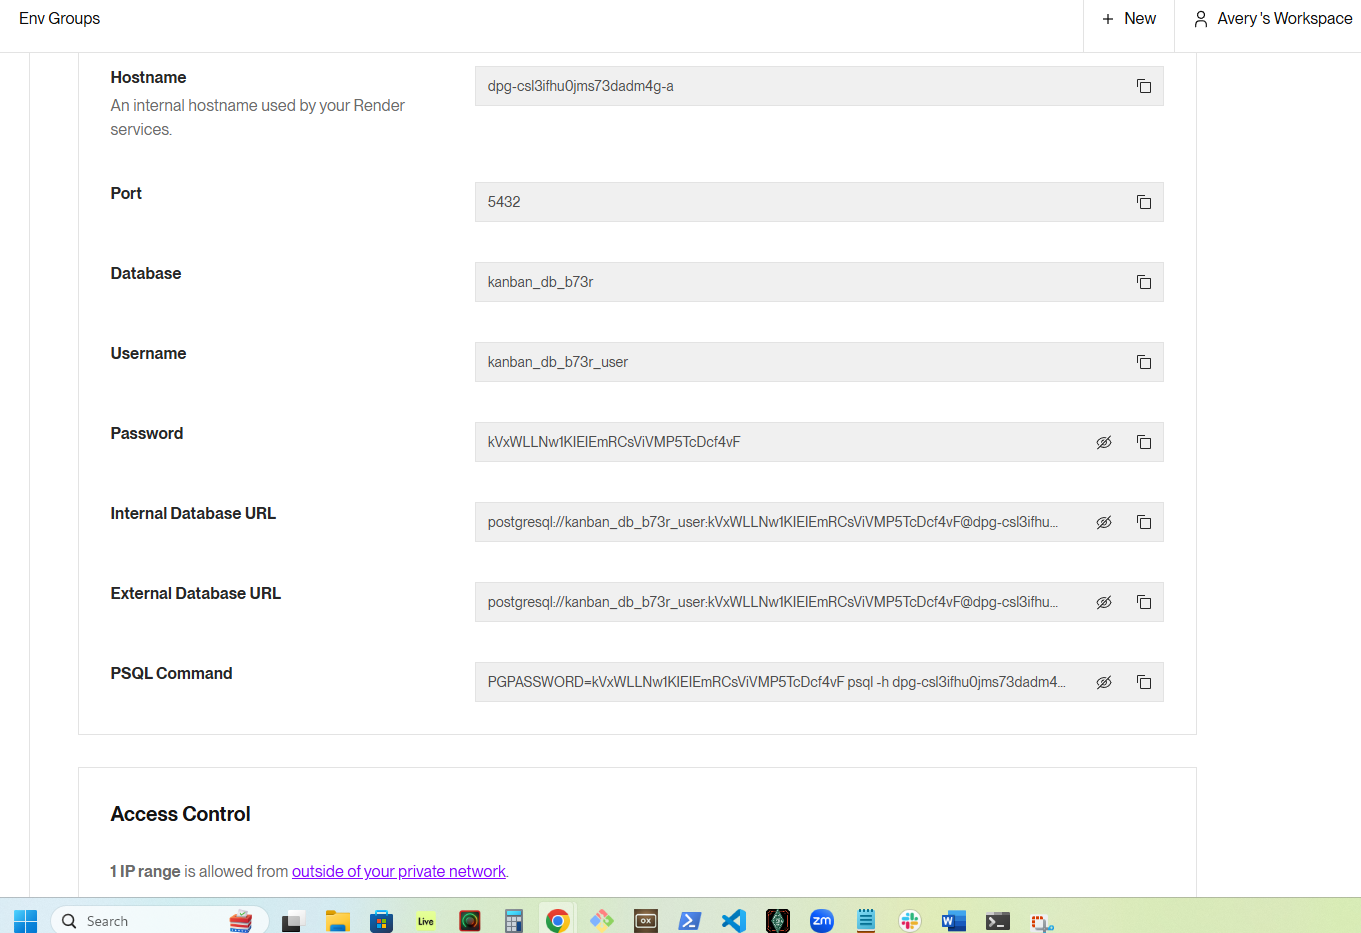 Env Groups
+ New
Avery 's Workspace
Hostname
dpg-csl3ifhu0jms73dadm4g-a
An internal hostname used by your Render
services.
Port
5432
Database
kanban_db_b73r
Username
kanban_db_b73r_user
Password
kVxWLLNw1KIEIEmRCsViVMP5TcDcf4vF
Internal Database URL
postgresql://kanban_db_b73r_user:kVxWLLNw1KIEIEmRCsViVMP5TcDcf4vF@dpg-csl3ifhu...
External Database URL
postgresql://kanban_db_b73r_user:kVxWLLNw1KIEIEmRCsViVMP5TcDcf4vF@dpg-csl3ifhu...
PSQL Command
PGPASSWORD=kVxWLLNw1KIEIEmRCsViVMP5TcDcf4vF psql -h dpg-csl3ifhu0jms73dadm4...
Access Control
1 IP range is allowed from outside of your private network.
Search
Live
OX
zm